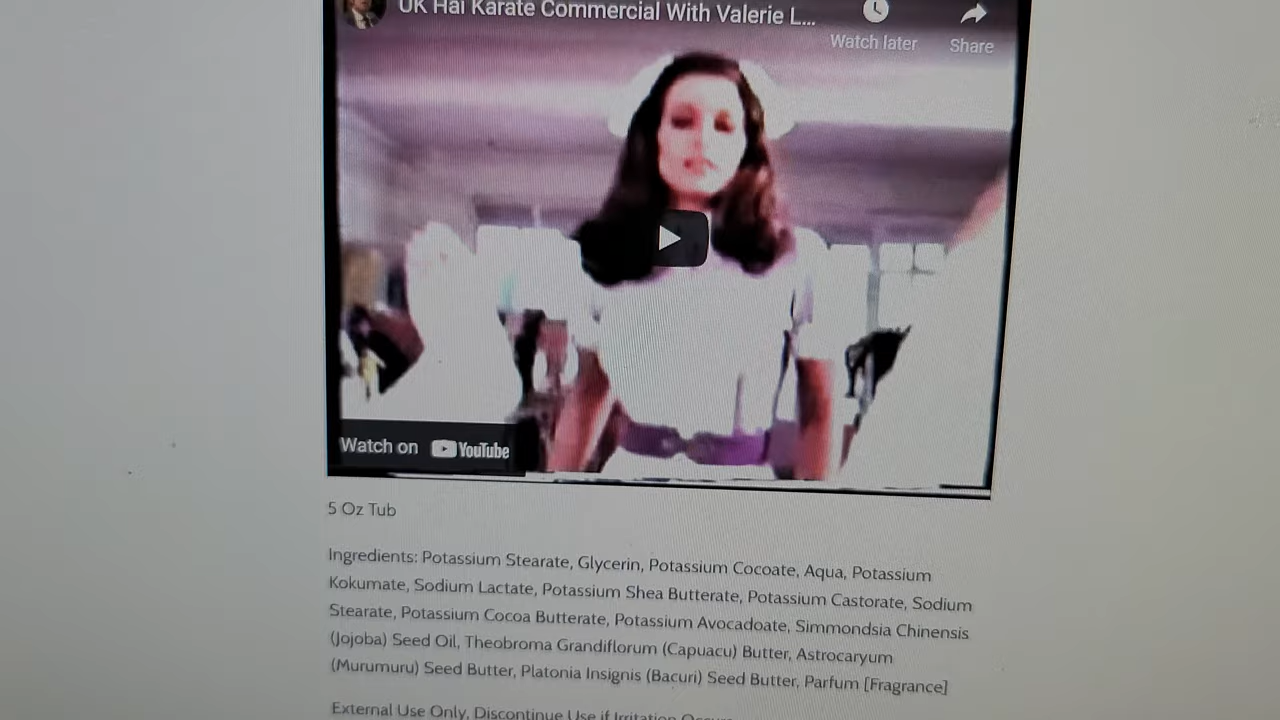 UK Hai Karate Commercial With Valerie L...
Watch later
Share
Watch on YouTube
5 Oz Tub
Ingredients: Potassium Stearate, Glycerin, Potassium Cocoate, Aqua, Potassium
Kokumate, Sodium Lactate, Potassium Shea Butterate, Potassium Castorate, Sodium
Stearate, Potassium Cocoa Butterate, Potassium Avocadoate, Simmondsia Chinensis
(Jojoba) Seed Oil, Theobroma Grandiflorum (Capuacu) Butter, Astrocaryum
(Murumuru) Seed Butter, Platonia Insignis (Bacuri) Seed Butter, Parfum [Fragrance]
External Use Only, Discontinue Use if Irritation Occurs